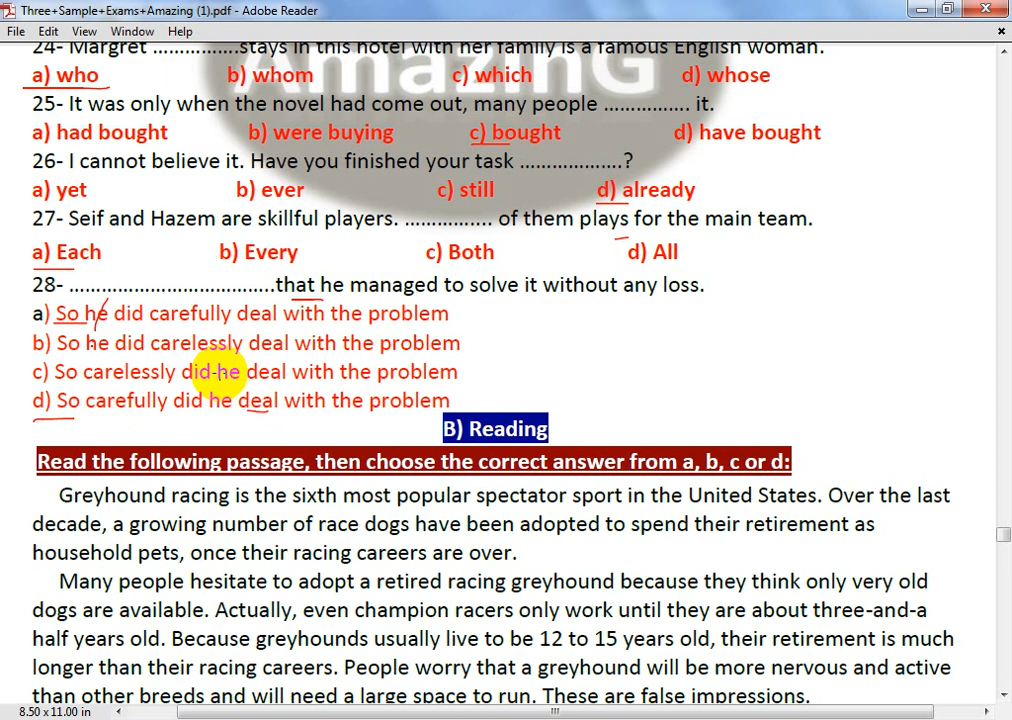 Three+Sample+Exams+Amazing (1).pdf - Adobe Reader
File Edit View Window Help
24- Margret ...............stays in this hotel with her family is a famous English woman.
a) who b) whom c) which d) whose
25- It was only when the novel had come out, many people ............... it.
a) had bought b) were buying c) bought d) have bought
26- I cannot believe it. Have you finished your task ..................?
a) yet b) ever c) still d) already
27- Seif and Hazem are skillful players. ............... of them plays for the main team.
a) Each b) Every c) Both d) All
28- ...................................that he managed to solve it without any loss.
a) So he did carefully deal with the problem
b) So he did carelessly deal with the problem
c) So carelessly did he deal with the problem
d) So carefully did he deal with the problem
B) Reading
Read the following passage, then choose the correct answer from a, b, c or d:
Greyhound racing is the sixth most popular spectator sport in the United States. Over the last
decade, a growing number of race dogs have been adopted to spend their retirement as
household pets, once their racing careers are over.
Many people hesitate to adopt a retired racing greyhound because they think only very old
dogs are available. Actually, even champion racers only work until they are about three-and-a
half years old. Because greyhounds usually live to be 12 to 15 years old, their retirement is much
longer than their racing careers. People worry that a greyhound will be more nervous and active
than other breeds and will need a large space to run. These are false impressions.
8.50 x 11.00 in
AmazinG